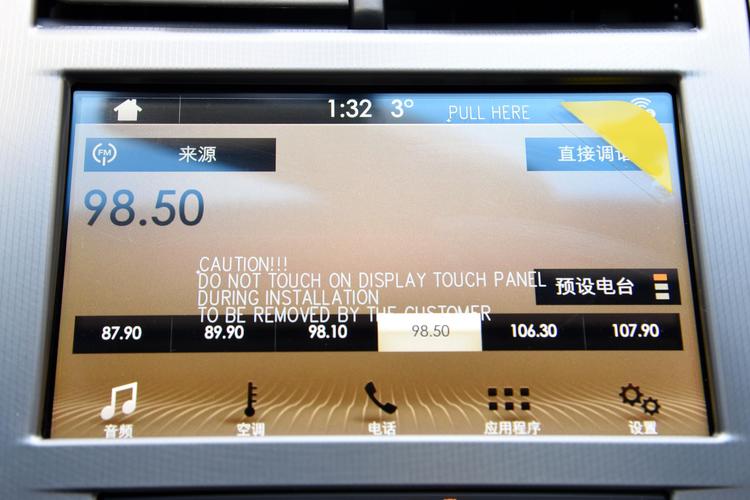 1:32 3° PULL HERE
FM 来源 直接调谐
98.50
CAUTION!!!
DO NOT TOUCH ON DISPLAY TOUCH PANEL
DURING INSTALLATION
预设电台
TO BE REMOVED BY THE CUSTOMER
87.90 89.90 98.10 98.50 106.30 107.90
音频 空调 电话 应用程序 设置